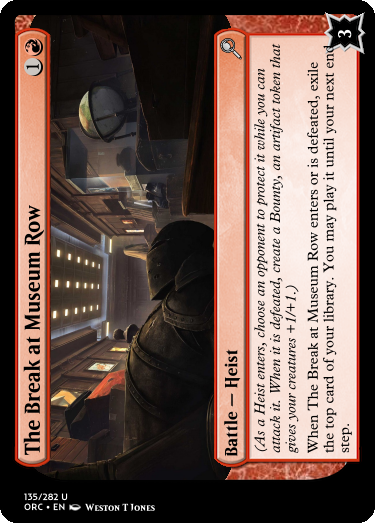 The Break at Museum Row
1
Battle — Heist
(As a Heist enters, choose an opponent to protect it while you can
attack it. When it is defeated, create a Bounty, an artifact token that
gives your creatures +1/+1.)
When The Break at Museum Row enters or is defeated, exile
the top card of your library. You may play it until your next end
step.
3
135/282 U
ORC • EN Weston T Jones